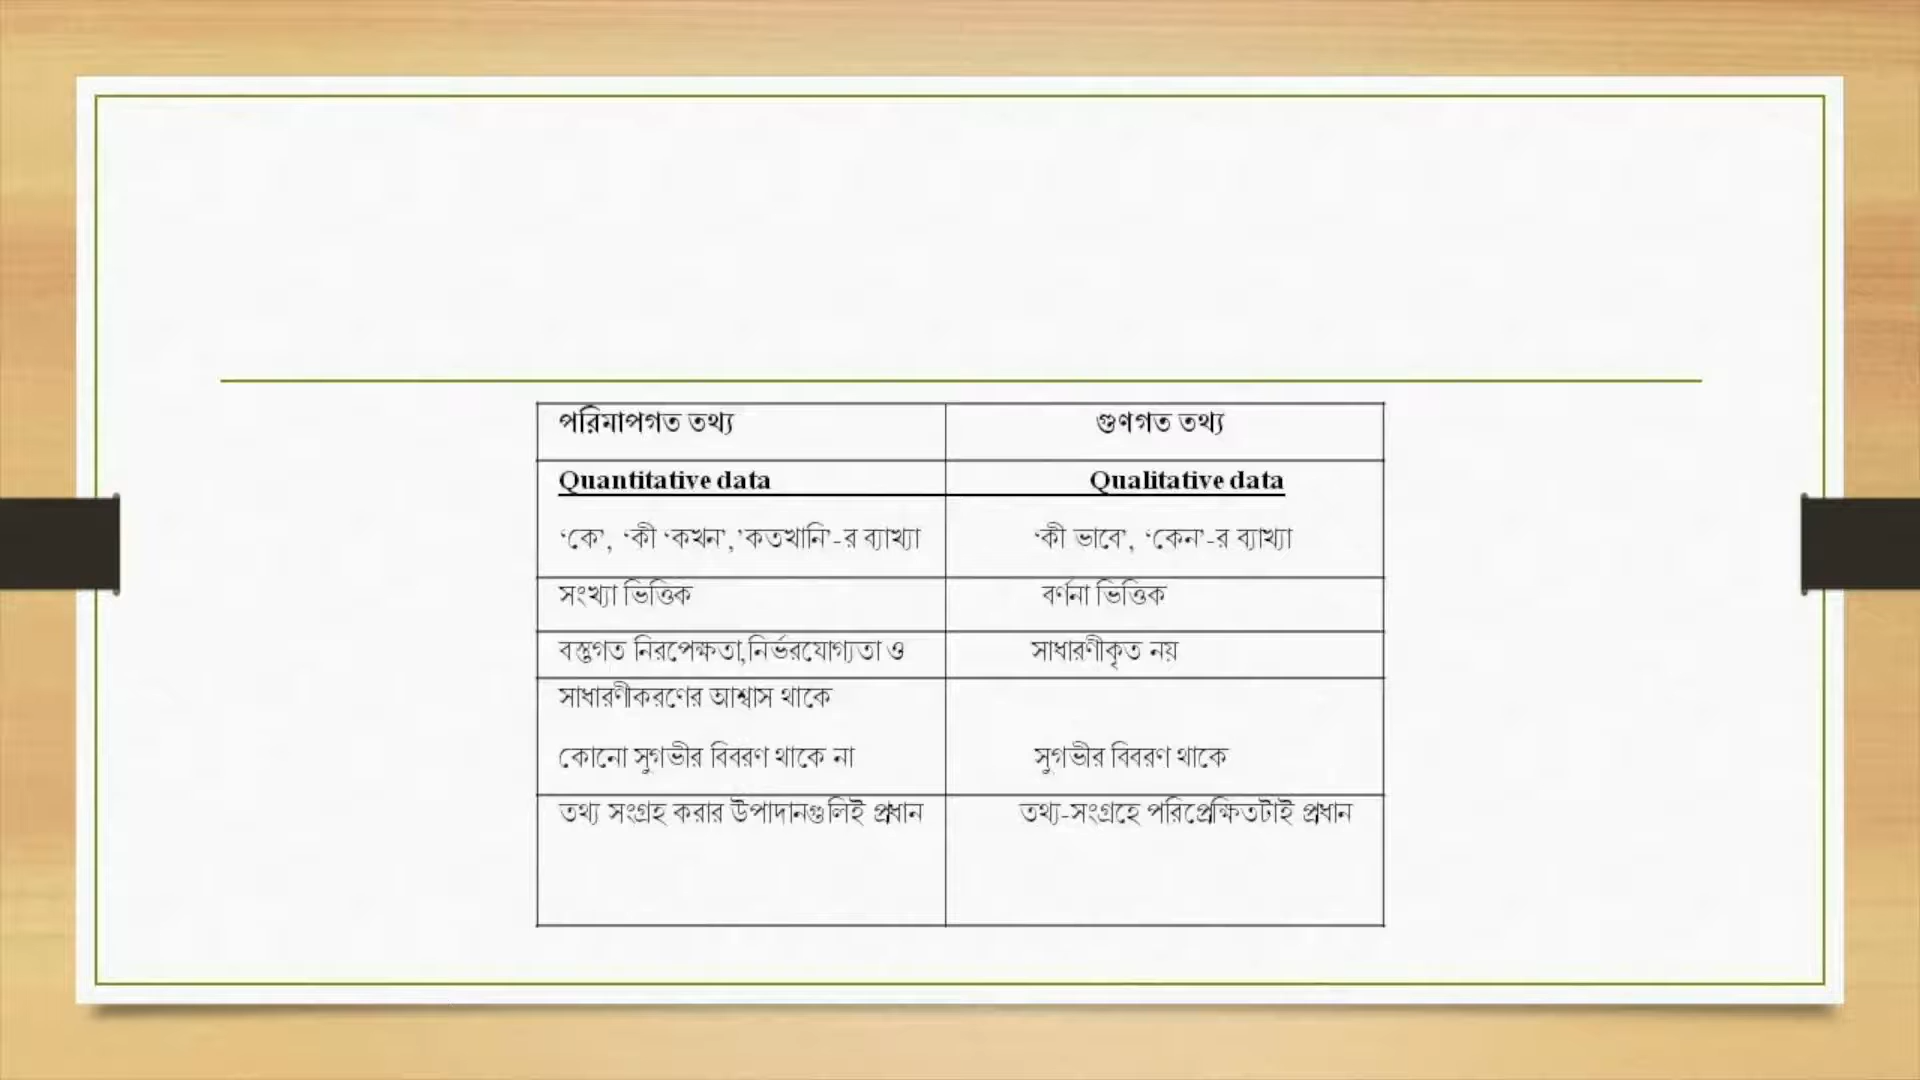 পরিমাপগত তথ্য গুণগত তথ্য
Quantitative data Qualitative data
‘কে’, ‘কী ‘কখন’,’কতখানি’-র ব্যাখ্যা ‘কী ভাবে’, ‘কেন’-র ব্যাখ্যা
সংখ্যা ভিত্তিক বর্ণনা ভিত্তিক
বস্তুগত নিরপেক্ষতা,নির্ভরযোগ্যতা ও সাধারণীকৃত নয়
সাধারণীকরণের আশ্বাস থাকে
কোনো সুগভীর বিবরণ থাকে না সুগভীর বিবরণ থাকে
তথ্য সংগ্রহ করার উপাদানগুলিই প্রধান তথ্য-সংগ্রহে পরিপ্রেক্ষিতটাই প্রধান